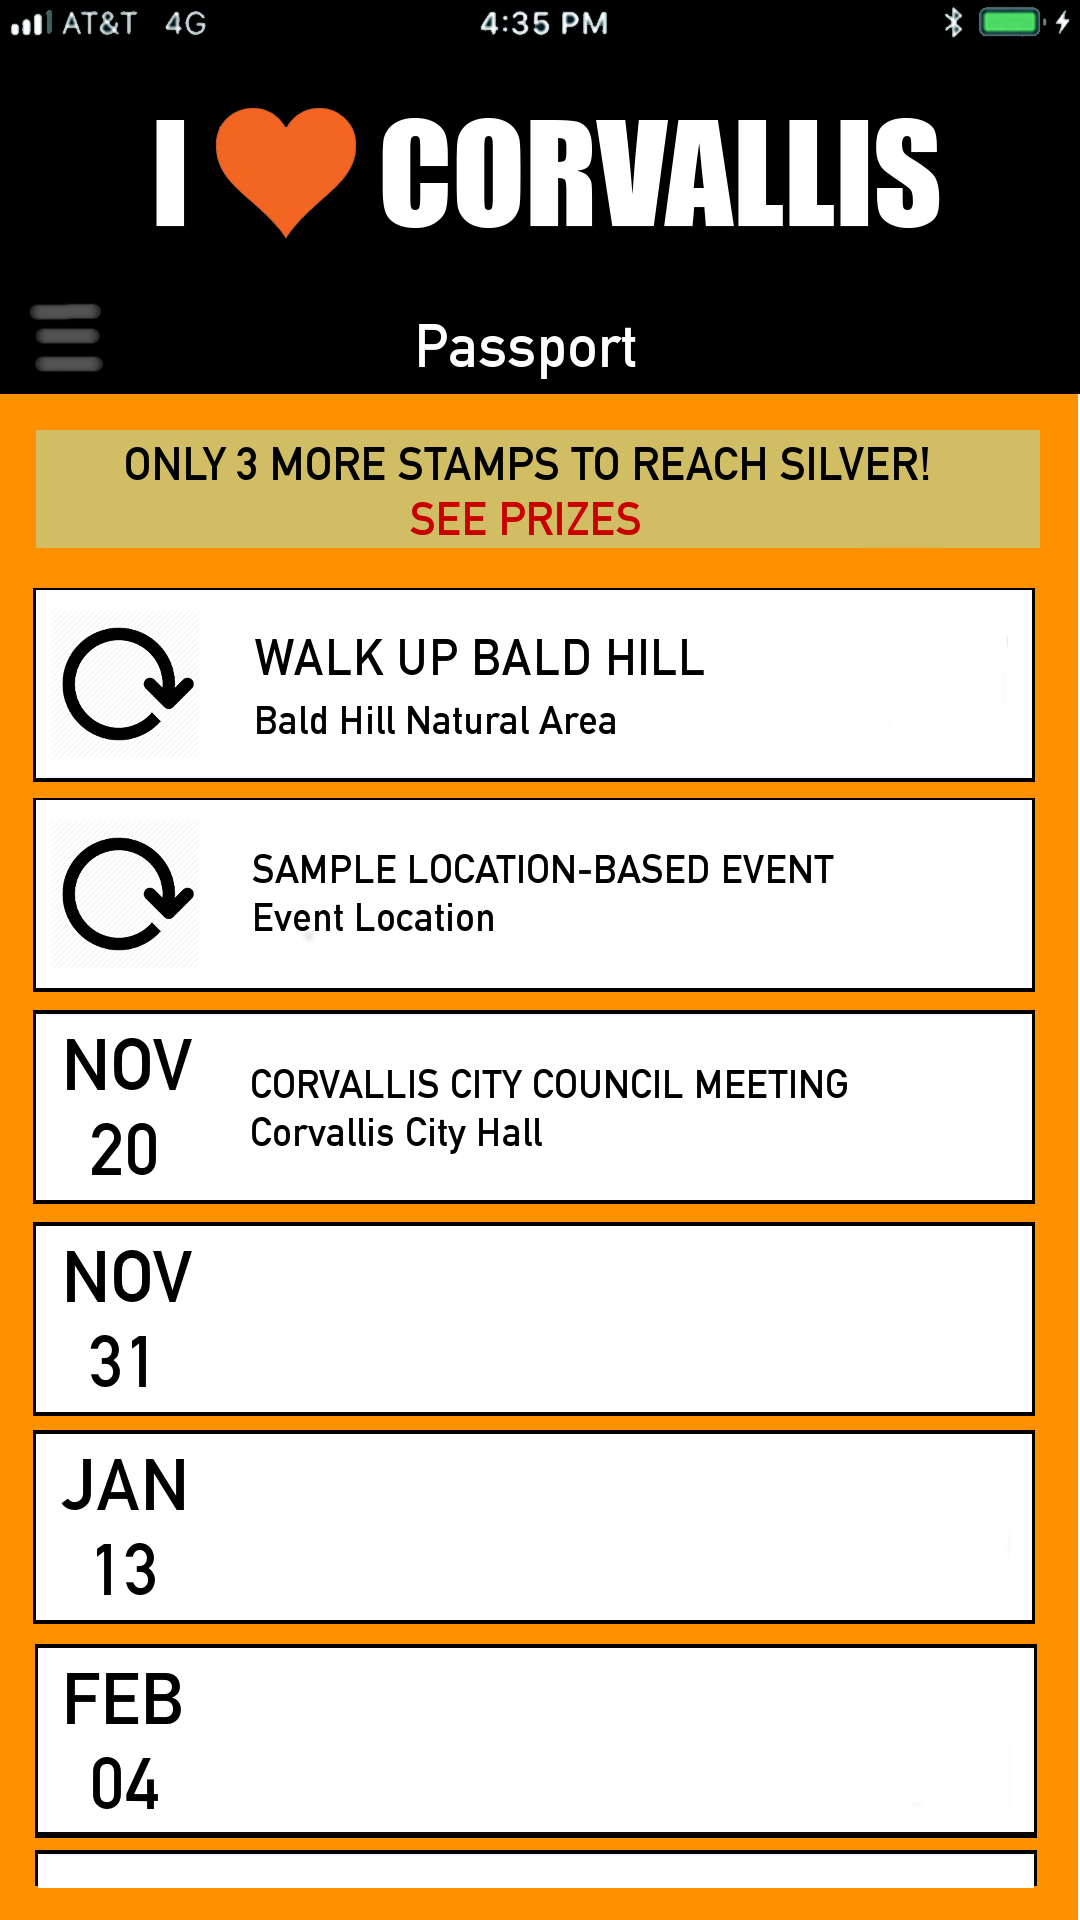 AT&T 4G 4:35 PM
I CORVALLIS
Passport
ONLY 3 MORE STAMPS TO REACH SILVER!
SEE PRIZES
WALK UP BALD HILL
Bald Hill Natural Area
SAMPLE LOCATION-BASED EVENT
Event Location
NOV
20
CORVALLIS CITY COUNCIL MEETING
Corvallis City Hall
NOV
31
JAN
13
FEB
04